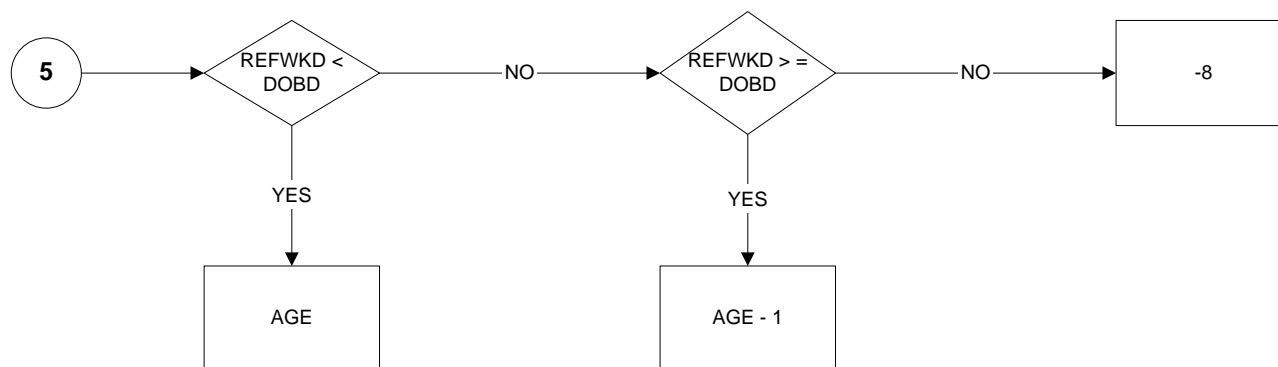 5
REFWKD <
DOBD
NO
REFWKD > =
DOBD
NO
-8
YES
YES
AGE
AGE - 1